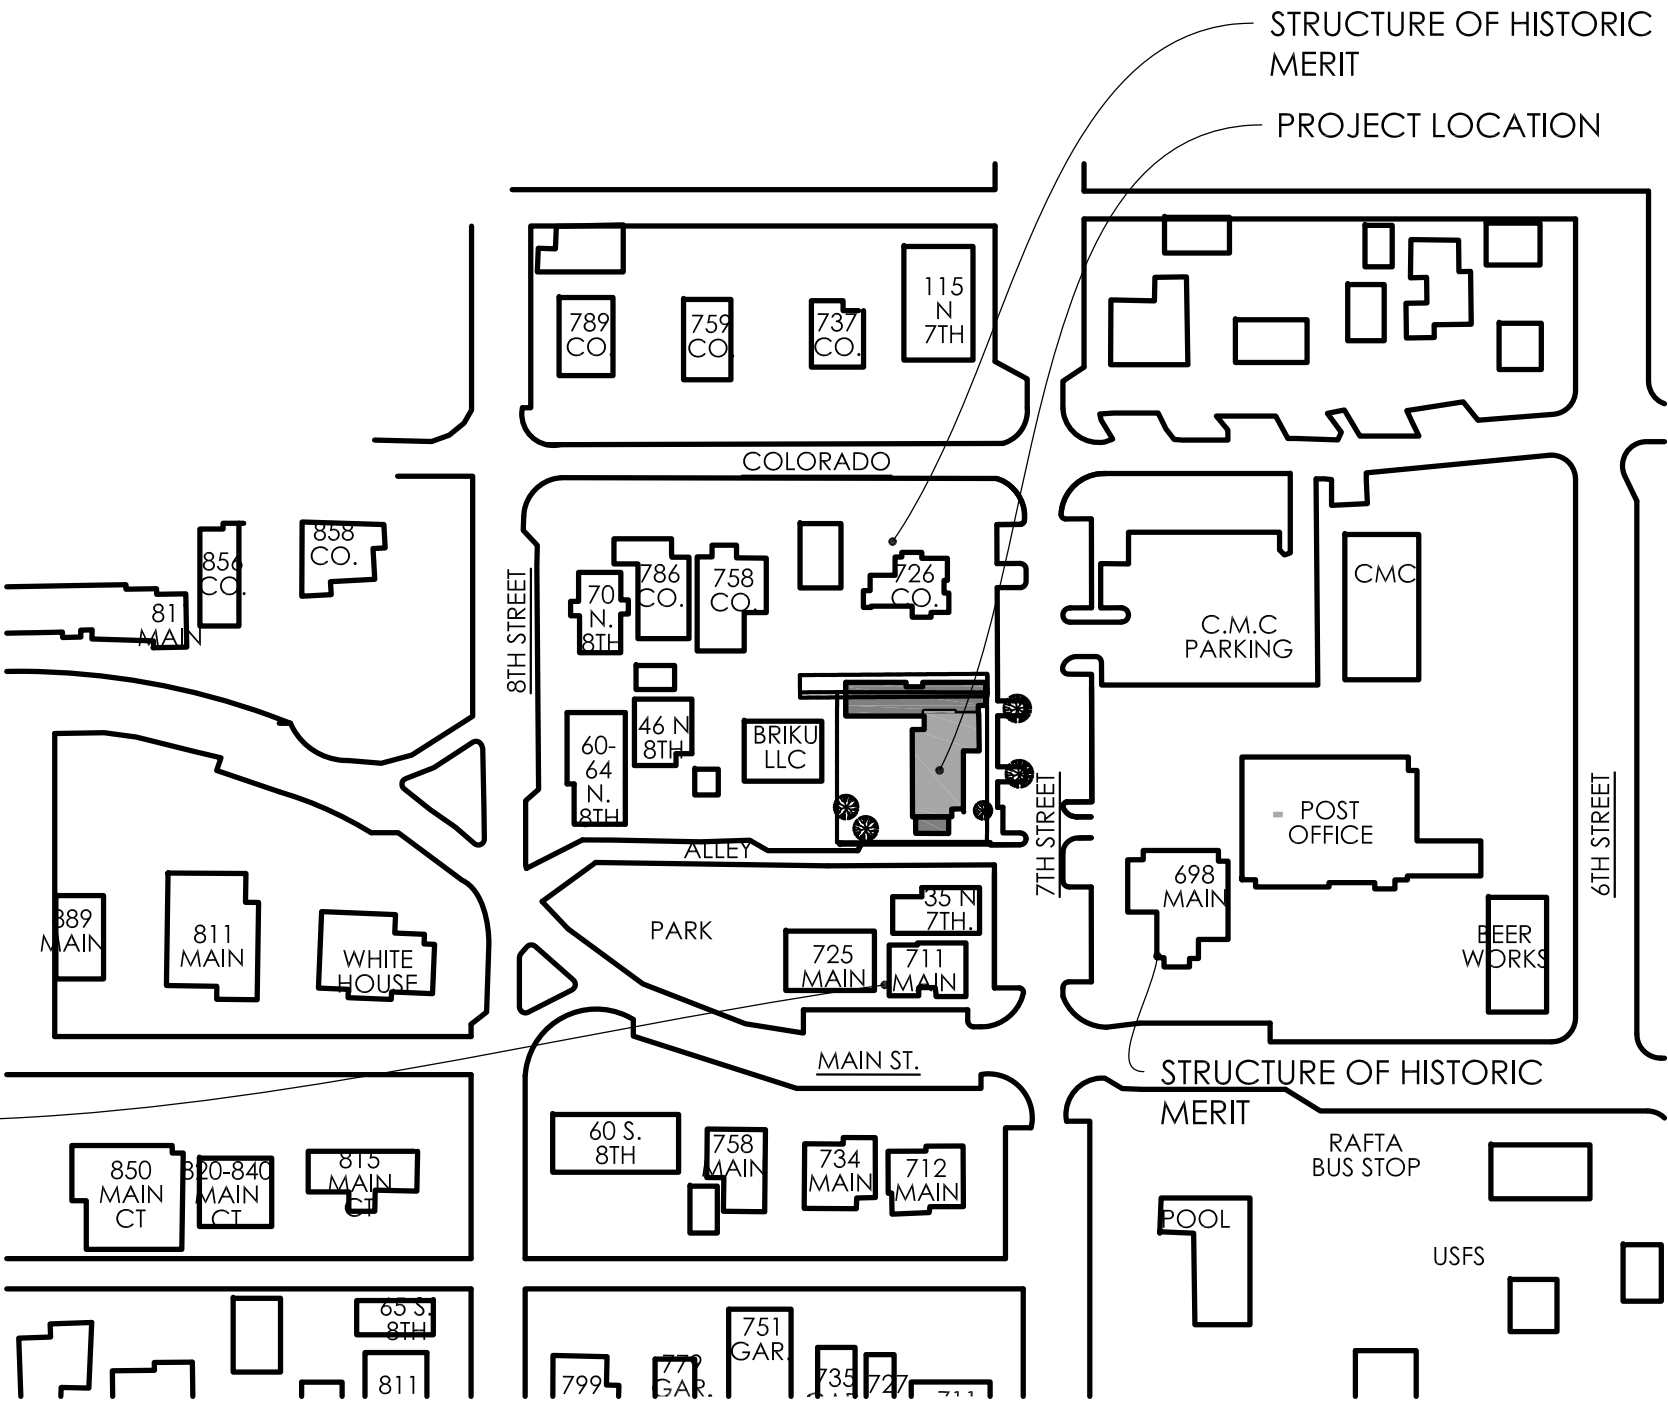 STRUCTURE OF HISTORIC
MERIT
PROJECT LOCATION
115
N
7TH
789
CO.
759
CO.
737
CO.
COLORADO
856
CO.
858
CO.
81
MAIN
8TH STREET
70
N.
8TH
786
CO.
758
CO.
726
CO.
CMC
C.M.C
PARKING
60-
64
N.
8TH
46 N
8TH
BRIKU
LLC
ALLEY
7TH STREET
POST
OFFICE
6TH STREET
698
MAIN
BEER
WORKS
889
MAIN
811
MAIN
WHITE
HOUSE
PARK
35 N
7TH.
725
MAIN
711
MAIN
MAIN ST.
STRUCTURE OF HISTORIC
MERIT
RAFTA
BUS STOP
POOL
USFS
850
MAIN
CT
820-840
MAIN
CT
815
MAIN
CT
60 S.
8TH
758
MAIN
734
MAIN
712
MAIN
65 S.
8TH
811
799
779
GAR.
751
GAR.
735
727
711